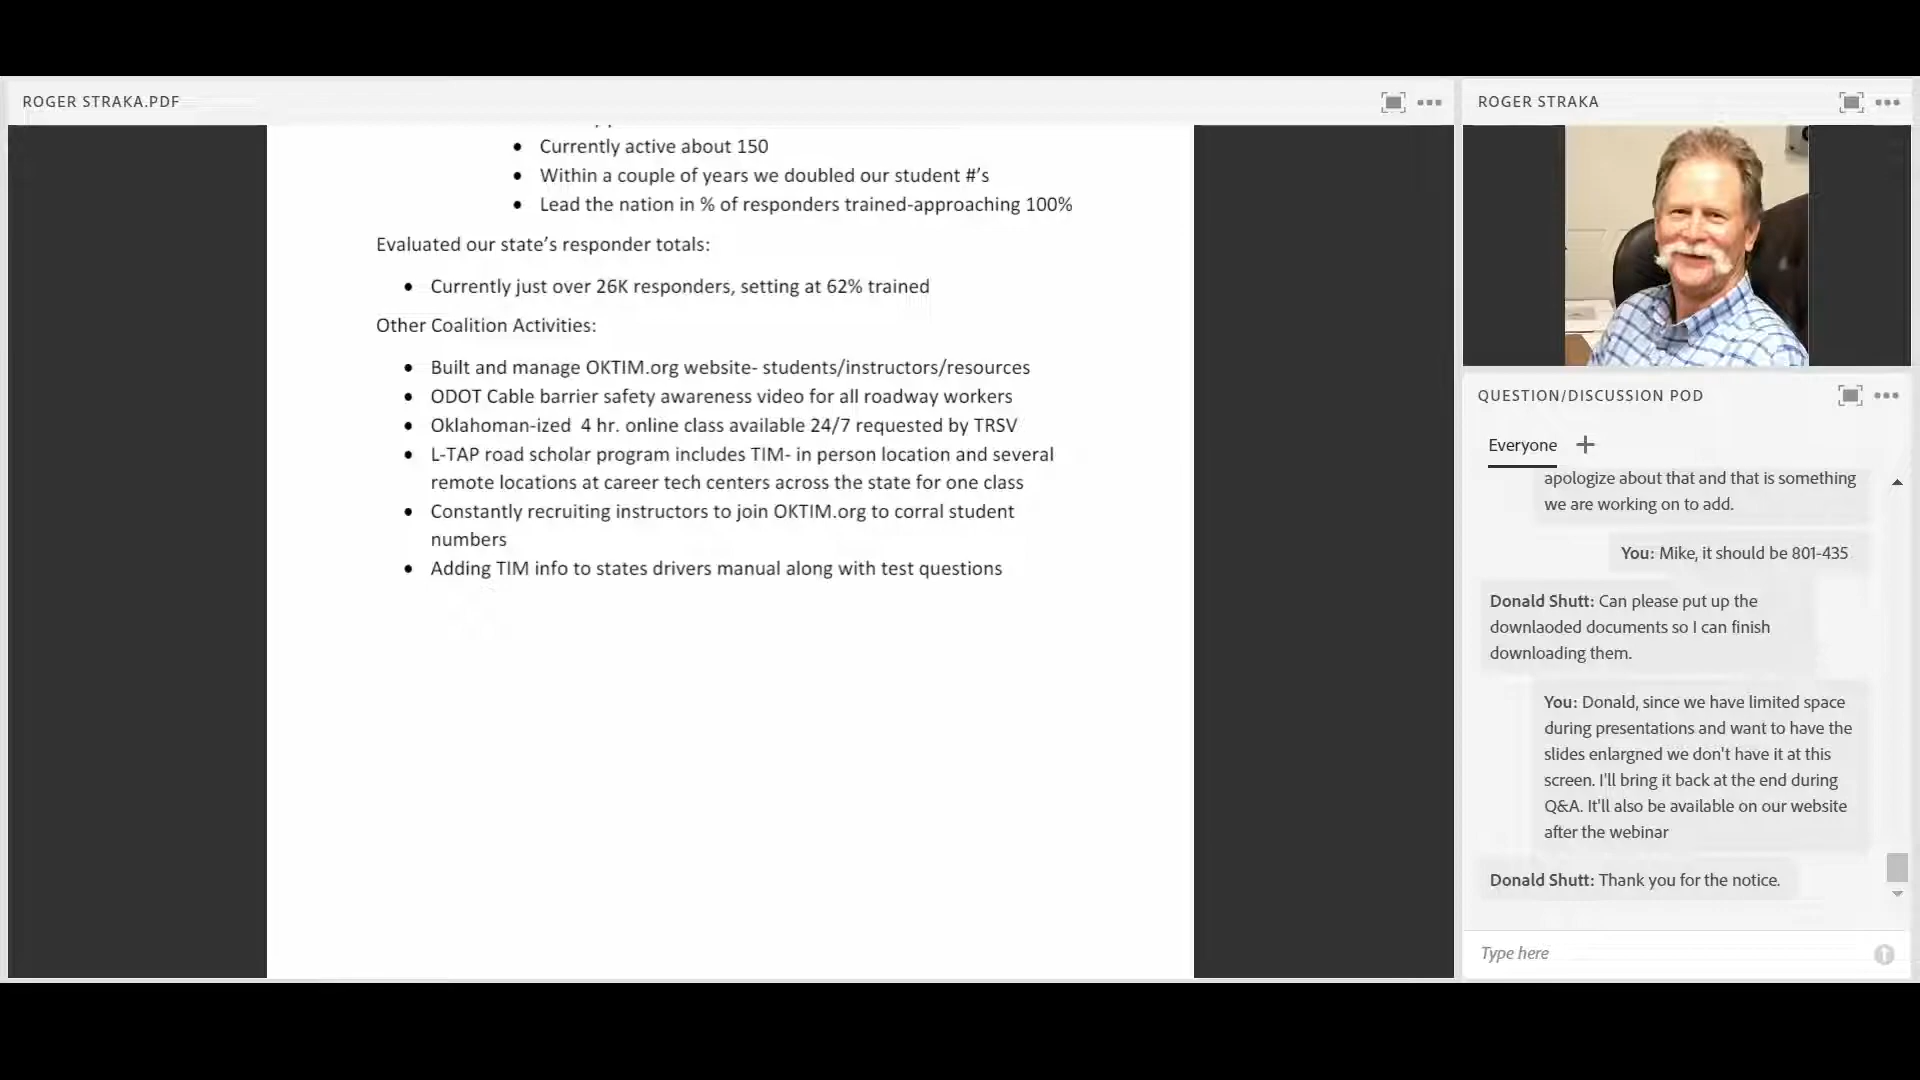 ROGER STRAKA.PDF
• Currently active about 150
• Within a couple of years we doubled our student #’s
• Lead the nation in % of responders trained-approaching 100%
Evaluated our state’s responder totals:
• Currently just over 26K responders, setting at 62% trained
Other Coalition Activities:
• Built and manage OKTIM.org website- students/instructors/resources
• ODOT Cable barrier safety awareness video for all roadway workers
• Oklahoman-ized 4 hr. online class available 24/7 requested by TRSV
• L-TAP road scholar program includes TIM- in person location and several
remote locations at career tech centers across the state for one class
• Constantly recruiting instructors to join OKTIM.org to corral student
numbers
• Adding TIM info to states drivers manual along with test questions
ROGER STRAKA
QUESTION/DISCUSSION POD
Everyone +
apologize about that and that is something
we are working on to add.
You: Mike, it should be 801-435
Donald Shutt: Can please put up the
downlaoded documents so I can finish
downloading them.
You: Donald, since we have limited space
during presentations and want to have the
slides enlargned we don't have it at this
screen. I'll bring it back at the end during
Q&A. It'll also be available on our website
after the webinar
Donald Shutt: Thank you for the notice.
Type here